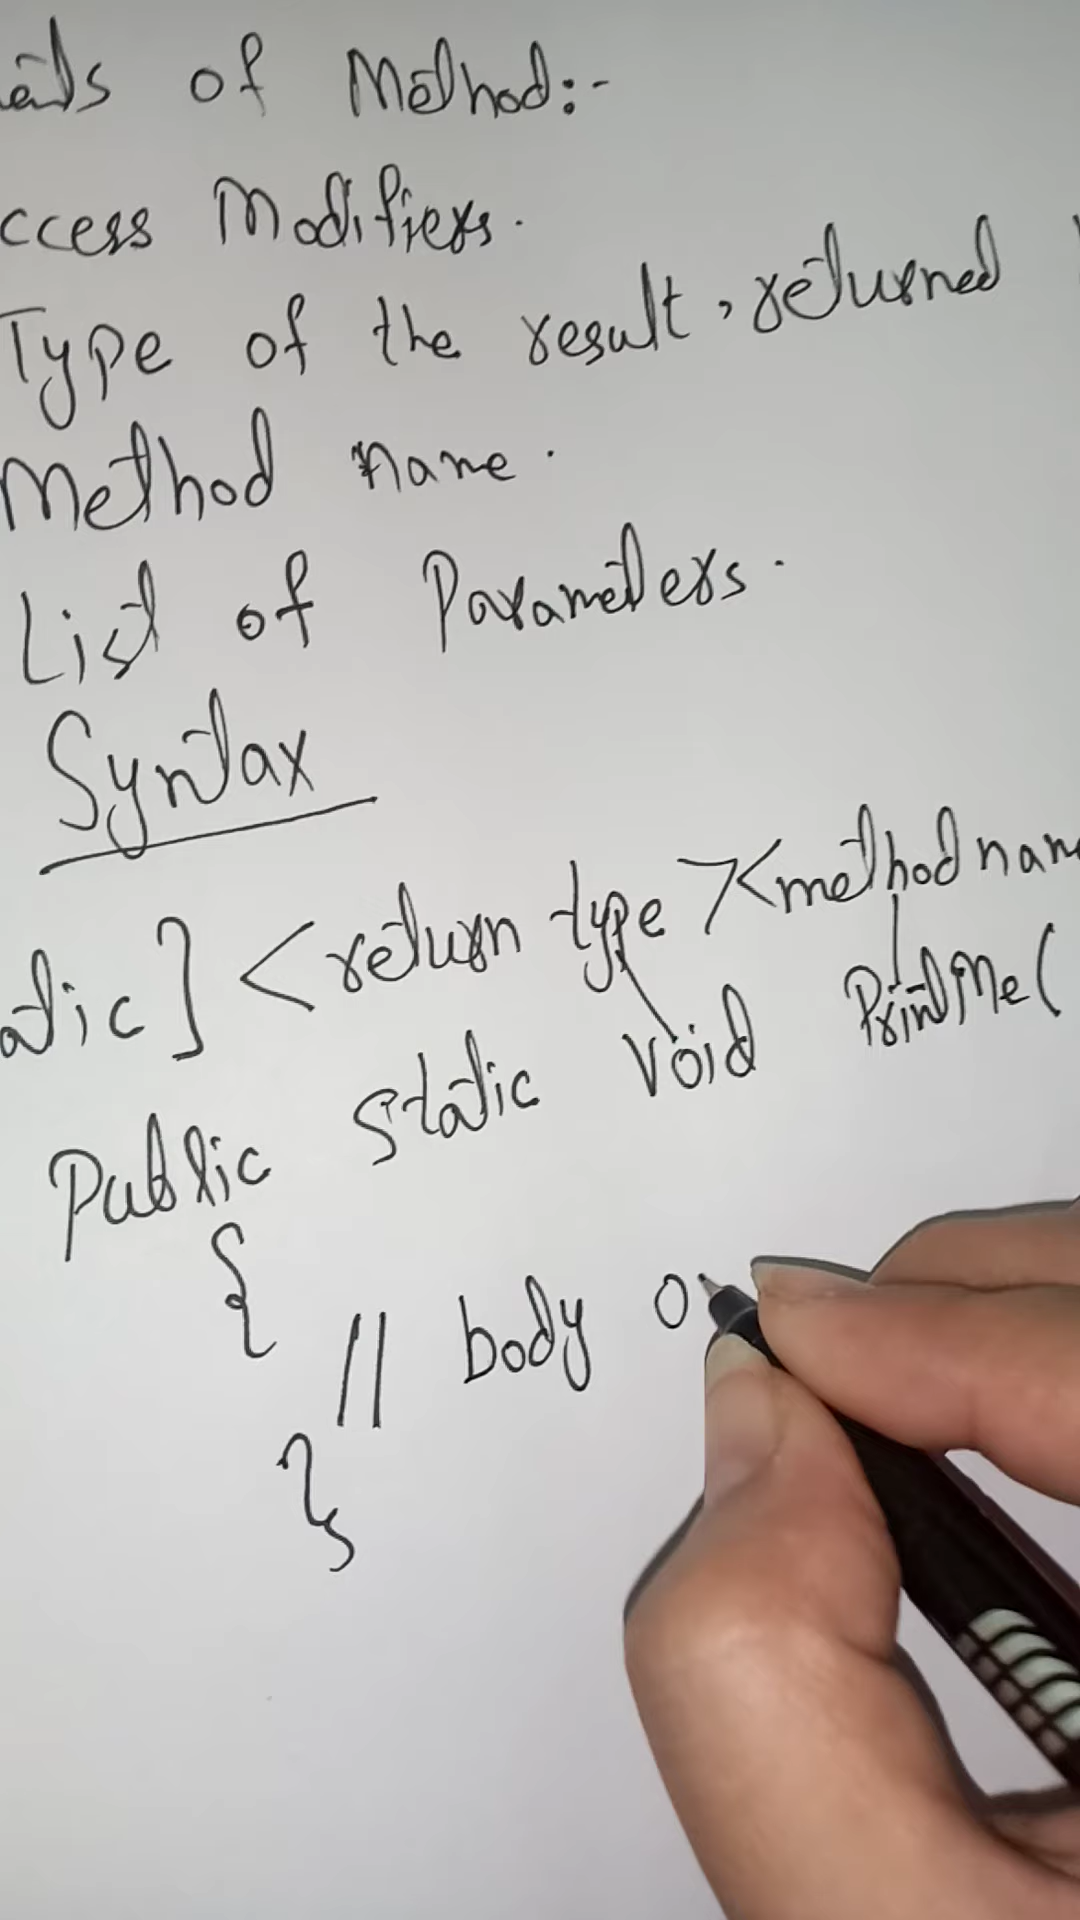 of Method:-
ccess Modifiers.
Type of the result, returned
Method name.
List of Parameters.
Syntax
atic] <return type ><method nam
Public static void PrintMe(
{
// body o
}